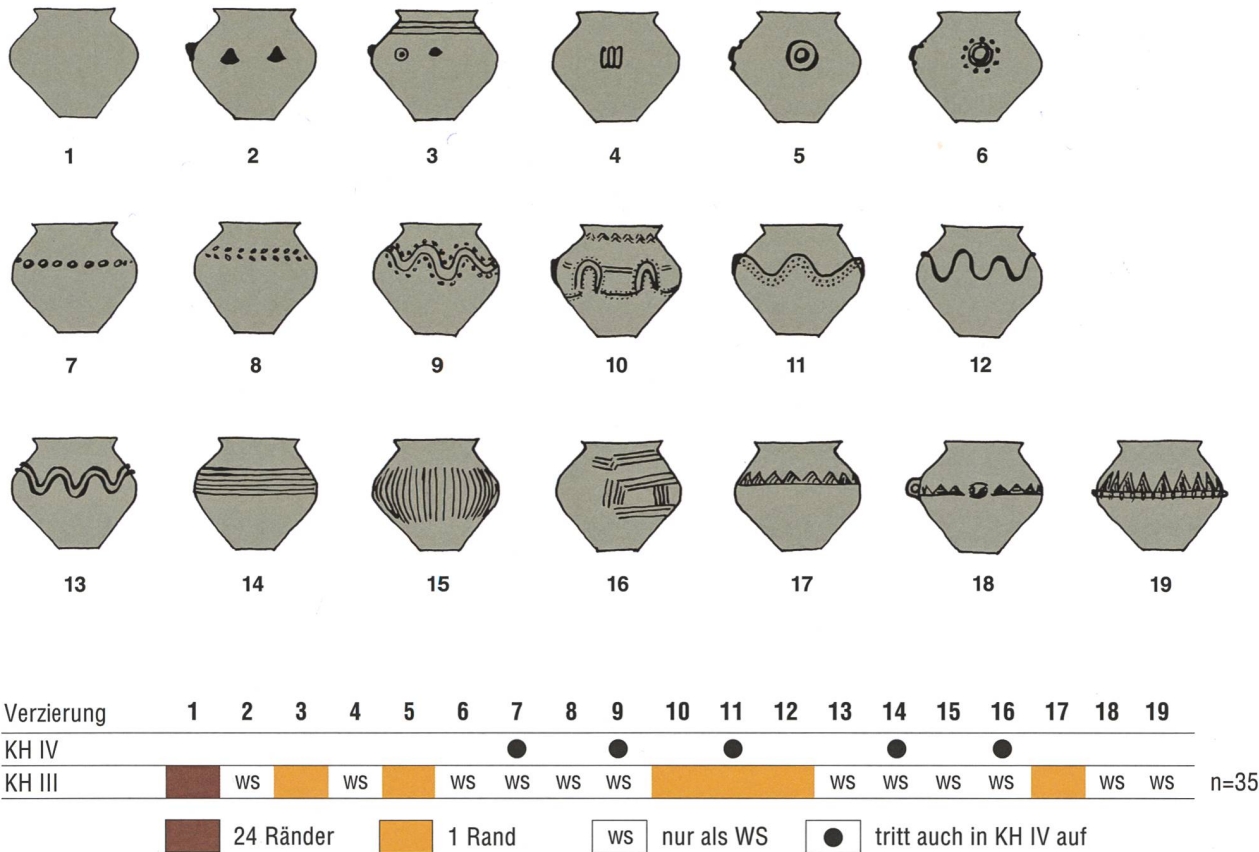 1 2 3 4 5 6
7 8 9 10 11 12
13 14 15 16 17 18 19
Verzierung 1 2 3 4 5 6 7 8 9 10 11 12 13 14 15 16 17 18 19
KH IV ● ● ● ● ●
KH III ws ws ws ws ws ws ws ws ws ws ws ws n=35
24 Ränder 1 Rand ws nur als WS ● tritt auch in KH IV auf